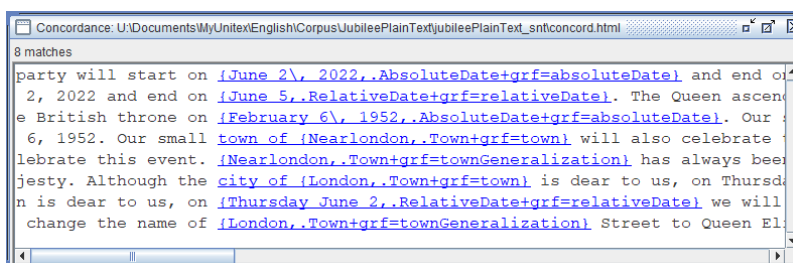 Concordance: U:\Documents\MyUnitex\English\Corpus\JubileePlainText\jubileePlainText_snt\concord.html
8 matches
party will start on {June 2\, 2022,.AbsoluteDate+grf=absoluteDate} and end on
2, 2022 and end on {June 5,.RelativeDate+grf=relativeDate}. The Queen ascen
e British throne on {February 6\, 1952,.AbsoluteDate+grf=absoluteDate}. Our
6, 1952. Our small town of {Nearlondon,.Town+grf=town} will also celebrate
lebrate this event. {Nearlondon,.Town+grf=townGeneralization} has always been
jesty. Although the city of {London,.Town+grf=town} is dear to us, on Thursd
n is dear to us, on {Thursday June 2,.RelativeDate+grf=relativeDate} we will
change the name of {London,.Town+grf=townGeneralization} Street to Queen El